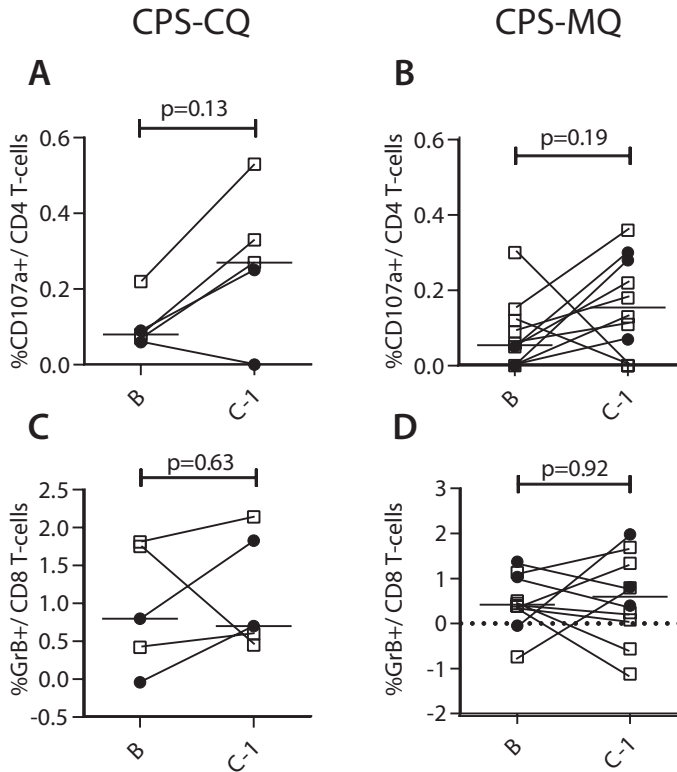 CPS-CQ
CPS-MQ
A
p=0.13
%CD107a+/ CD4 T-cells
0.6
0.4
0.2
0.0
B
C-1
B
p=0.19
%CD107a+/ CD4 T-cells
0.6
0.4
0.2
0.0
B
C-1
C
p=0.63
%GrB+/ CD8 T-cells
2.5
2.0
1.5
1.0
0.5
0.0
-0.5
B
C-1
D
p=0.92
%GrB+/ CD8 T-cells
3
2
1
0
-1
-2
B
C-1